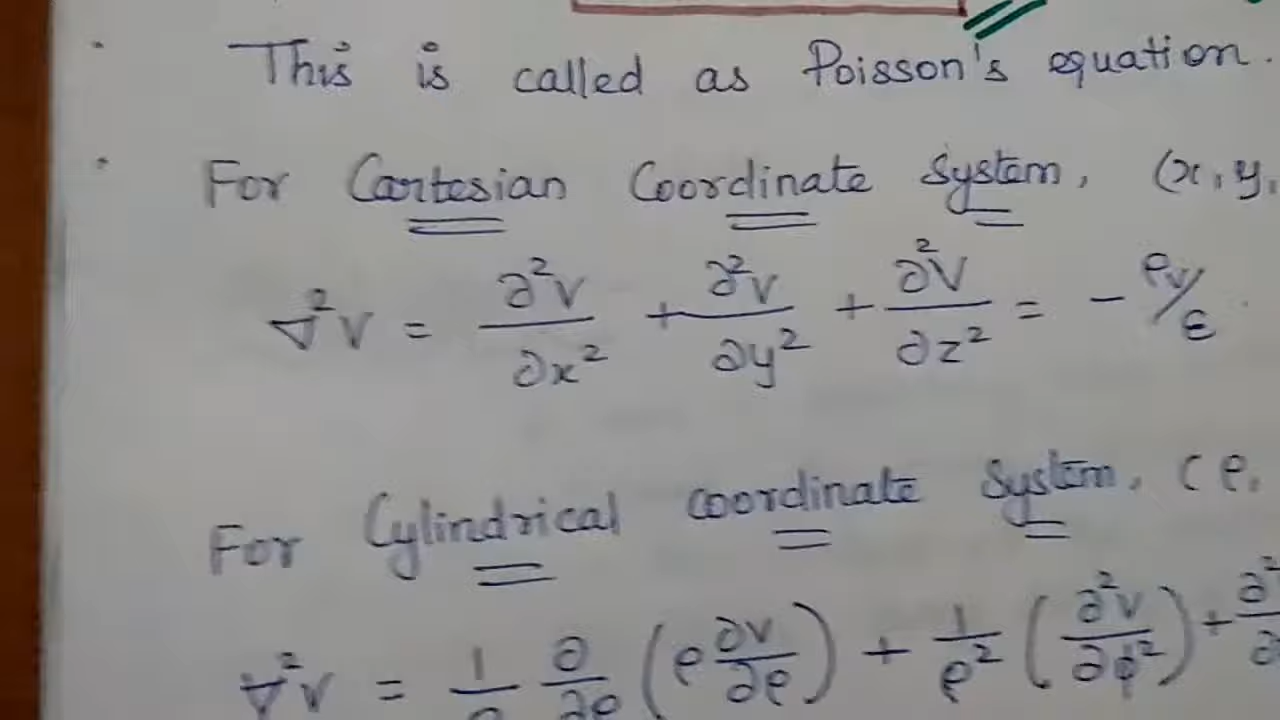 This is called as Poisson's equation.
For Cartesian Coordinate System, (x, y,
∇²V = ∂²V/∂x² + ∂²V/∂y² + ∂²V/∂z² = - ρv/ε
For Cylindrical coordinate System, (ρ,
∇²V = 1/ρ ∂/∂ρ (ρ ∂V/∂ρ) + 1/ρ² (∂²V/∂ϕ²) + ∂²